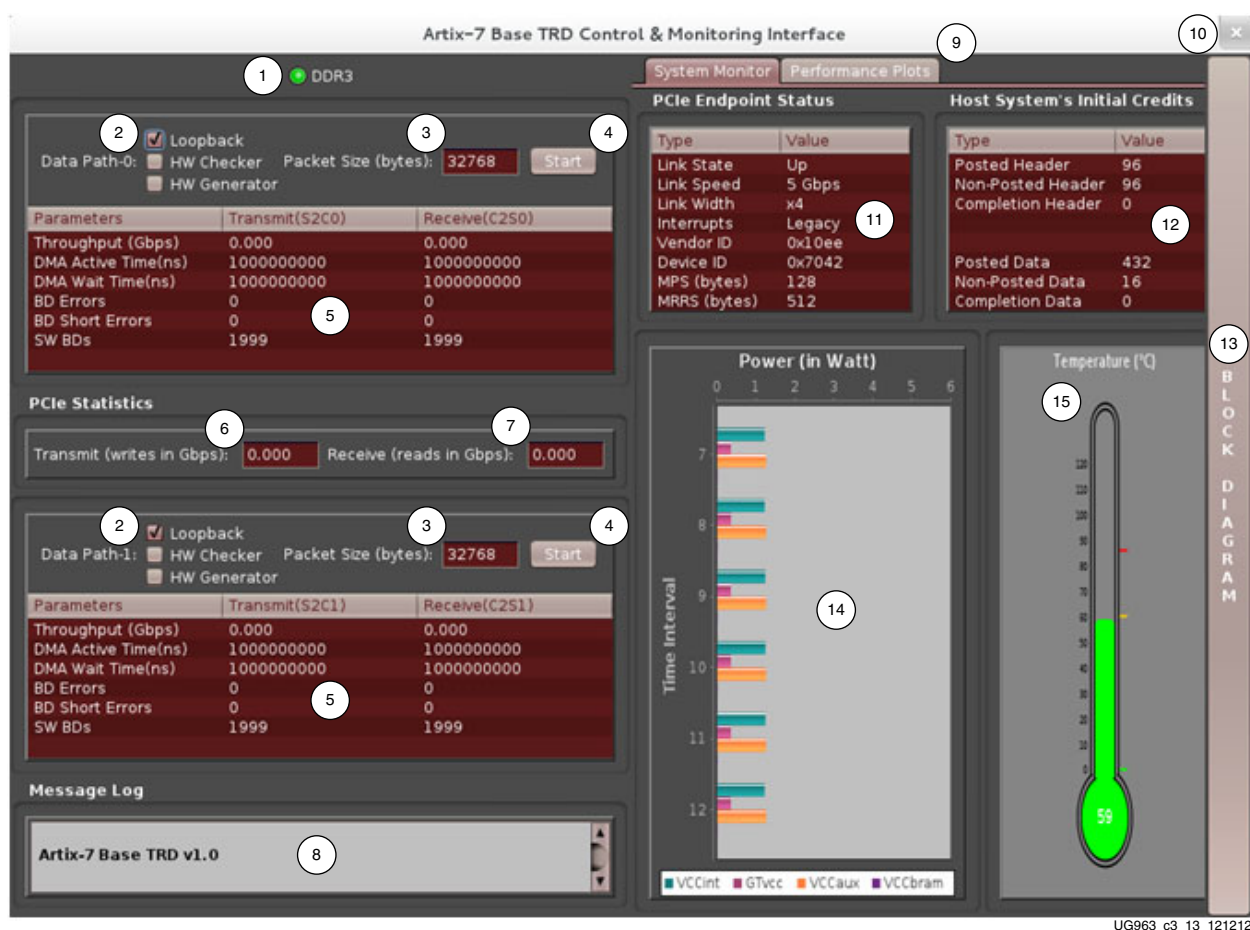 Artix-7 Base TRD Control & Monitoring Interface
10
×
9
1
DDR3
System Monitor
Performance Plots
2
Loopback
Data Path-0:
HW Checker
HW Generator
3
Packet Size (bytes):
32768
4
Start
Parameters Transmit(S2C0) Receive(C2S0)
Throughput (Gbps) 0.000 0.000
DMA Active Time(ns) 1000000000 1000000000
DMA Wait Time(ns) 1000000000 1000000000
BD Errors 0 0
BD Short Errors 0 0
SW BDs 1999 1999
5
PCIe Statistics
6
7
Transmit (writes in Gbps): 0.000 Receive (reads in Gbps): 0.000
2
Loopback
Data Path-1:
HW Checker
HW Generator
3
Packet Size (bytes):
32768
4
Start
Parameters Transmit(S2C1) Receive(C2S1)
Throughput (Gbps) 0.000 0.000
DMA Active Time(ns) 1000000000 1000000000
DMA Wait Time(ns) 1000000000 1000000000
BD Errors 0 0
BD Short Errors 0 0
SW BDs 1999 1999
5
Message Log
Artix-7 Base TRD v1.0
8
PCIe Endpoint Status
Type Value
Link State Up
Link Speed 5 Gbps
Link Width x4
Interrupts Legacy
Vendor ID 0x10ee
Device ID 0x7042
MPS (bytes) 128
MRRS (bytes) 512
11
Host System's Initial Credits
Type Value
Posted Header 96
Non-Posted Header 96
Completion Header 0
Posted Data 432
Non-Posted Data 16
Completion Data 0
12
Power (in Watt)
0 1 2 3 4 5 6
7
8
9
10
11
12
Time Interval
14
VCCint GTvcc VCCaux VCCbram
Temperature (°C)
15
90
80
70
60
50
40
30
20
10
0
59
13
BLOCK DIAGRAM
UG963_c3_13_121212